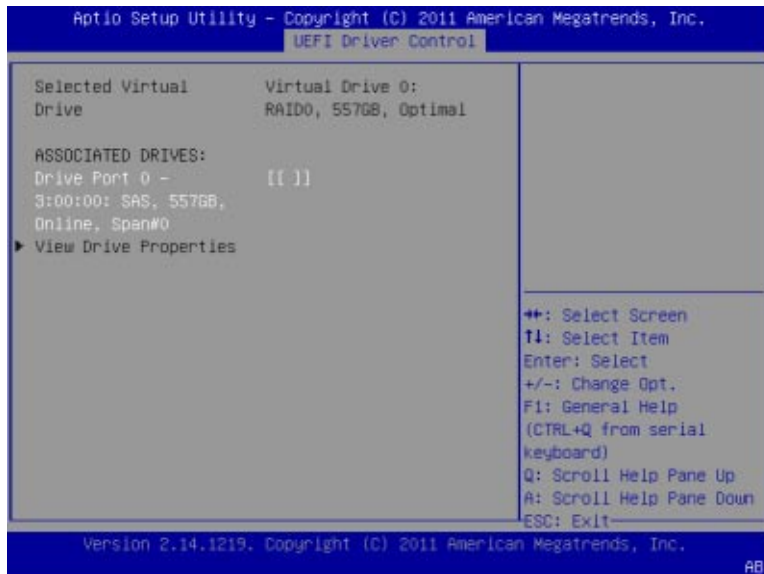 Aptio Setup Utility – Copyright (C) 2011 American Megatrends, Inc.
UEFI Driver Control
Selected Virtual Virtual Drive 0:
Drive RAID0, 557GB, Optimal
ASSOCIATED DRIVES:
Drive Port 0 – [[ ]]
3:00:00: SAS, 557GB,
Online, Span#0
▶ View Drive Properties
→←: Select Screen
↑↓: Select Item
Enter: Select
+/-: Change Opt.
F1: General Help
(CTRL+Q from serial
keyboard)
Q: Scroll Help Pane Up
A: Scroll Help Pane Down
ESC: Exit
Version 2.14.1219. Copyright (C) 2011 American Megatrends, Inc.
AB